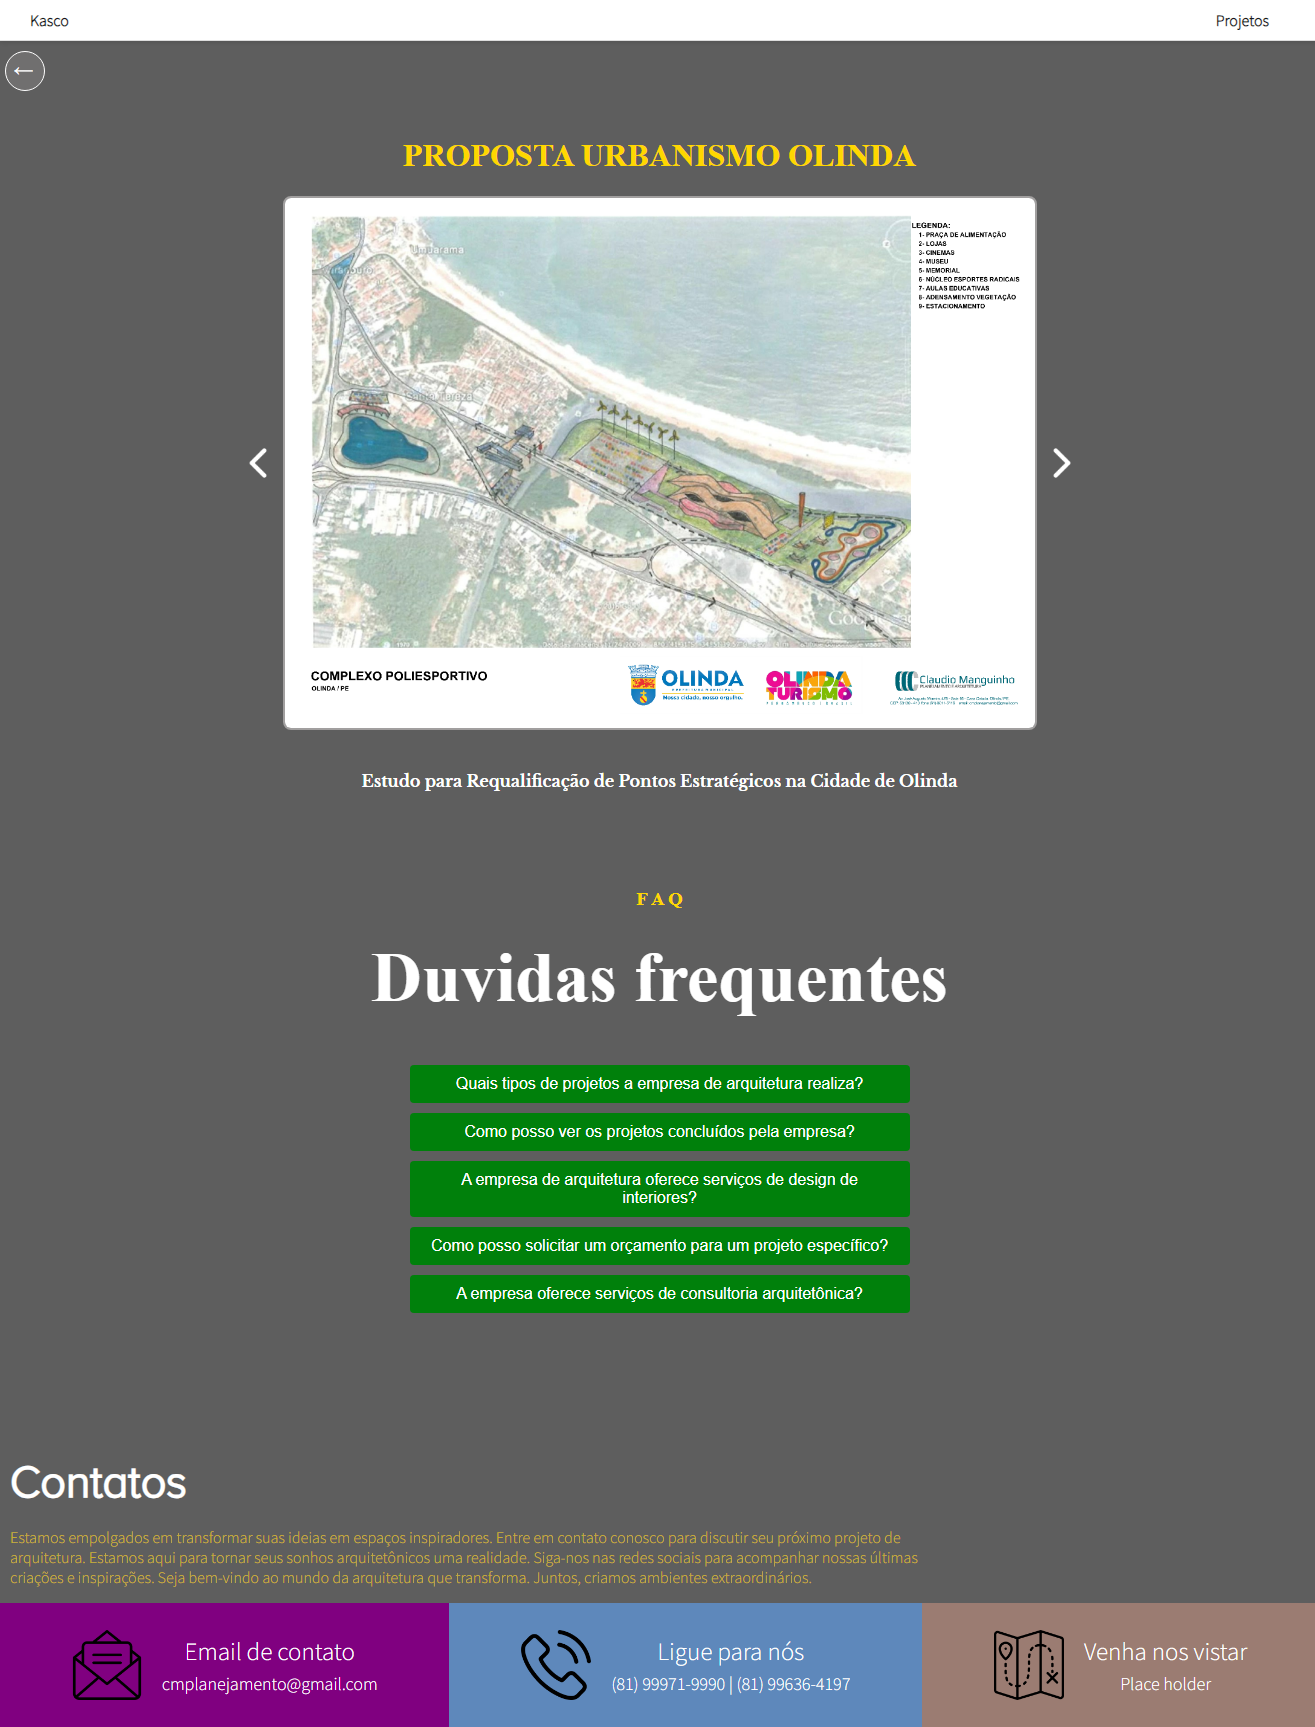 Kasco
Projetos
←
PROPOSTA URBANISMO OLINDA
Umuarama
Santa Tereza
LEGENDA:
1- PRAÇA DE ALIMENTAÇÃO
2- LOJAS
3- CINEMAS
4- MUSEU
5- MEMORIAL
6- NÚCLEO ESPORTES RADICAIS
7- AULAS EDUCATIVAS
8- ADENSAMENTO VEGETAÇÃO
9- ESTACIONAMENTO
COMPLEXO POLIESPORTIVO
OLINDA / PE
OLINDA
PREFEITURA MUNICIPAL
Nossa cidade, nosso orgulho.
OLINDA
TURISMO
Claudio Manguinho
PLANEJAMENTO E ARQUITETURA
Estudo para Requalificação de Pontos Estratégicos na Cidade de Olinda
FAQ
Duvidas frequentes
Quais tipos de projetos a empresa de arquitetura realiza?
Como posso ver os projetos concluídos pela empresa?
A empresa de arquitetura oferece serviços de design de
interiores?
Como posso solicitar um orçamento para um projeto específico?
A empresa oferece serviços de consultoria arquitetônica?
Contatos
Estamos empolgados em transformar suas ideias em espaços inspiradores. Entre em contato conosco para discutir seu próximo projeto de
arquitetura. Estamos aqui para tornar seus sonhos arquitetônicos uma realidade. Siga-nos nas redes sociais para acompanhar nossas últimas
criações e inspirações. Seja bem-vindo ao mundo da arquitetura que transforma. Juntos, criamos ambientes extraordinários.
Email de contato
cmplanejamento@gmail.com
Ligue para nós
(81) 99971-9990 | (81) 99636-4197
Venha nos vistar
Place holder